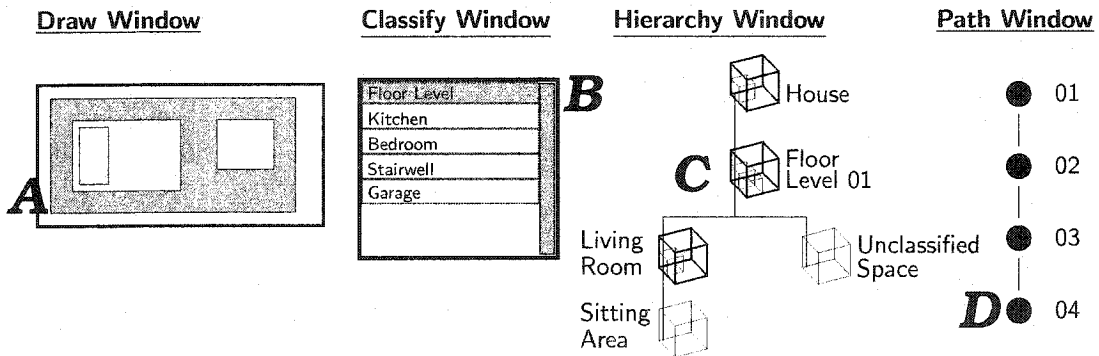 Draw Window
Classify Window
Hierarchy Window
Path Window
A
Floor Level
Kitchen
Bedroom
Stairwell
Garage
B
House
C
Floor
Level 01
Living
Room
Unclassified
Space
Sitting
Area
01
02
03
D
04